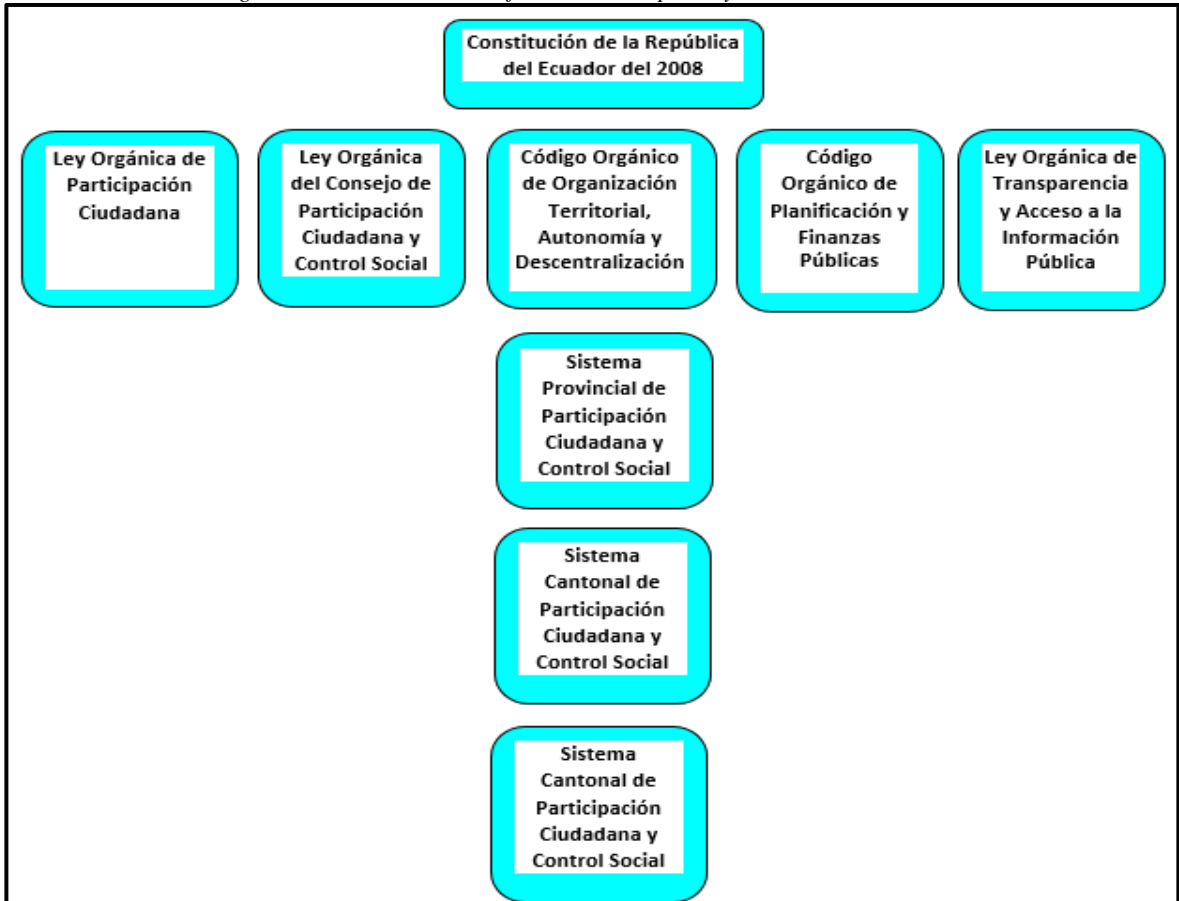 Constitución de la República
del Ecuador del 2008
Ley Orgánica de
Participación
Ciudadana
Ley Orgánica
del Consejo de
Participación
Ciudadana y
Control Social
Código Orgánico
de Organización
Territorial,
Autonomía y
Descentralización
Código
Orgánico de
Planificación y
Finanzas
Públicas
Ley Orgánica de
Transparencia
y Acceso a la
Información
Pública
Sistema
Provincial de
Participación
Ciudadana y
Control Social
Sistema
Cantonal de
Participación
Ciudadana y
Control Social
Sistema
Cantonal de
Participación
Ciudadana y
Control Social